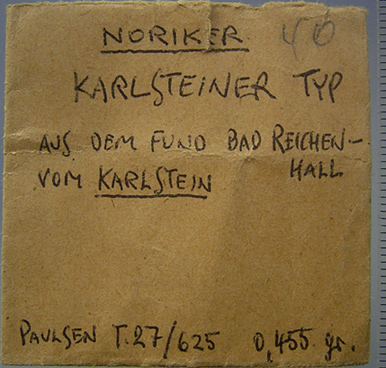 NORIKER 40
KARLSTEINER TYP
AUS DEM FUND BAD REICHEN-
HALL
VOM KARLSTEIN
PAULSEN T.27/625 0,455 gr.